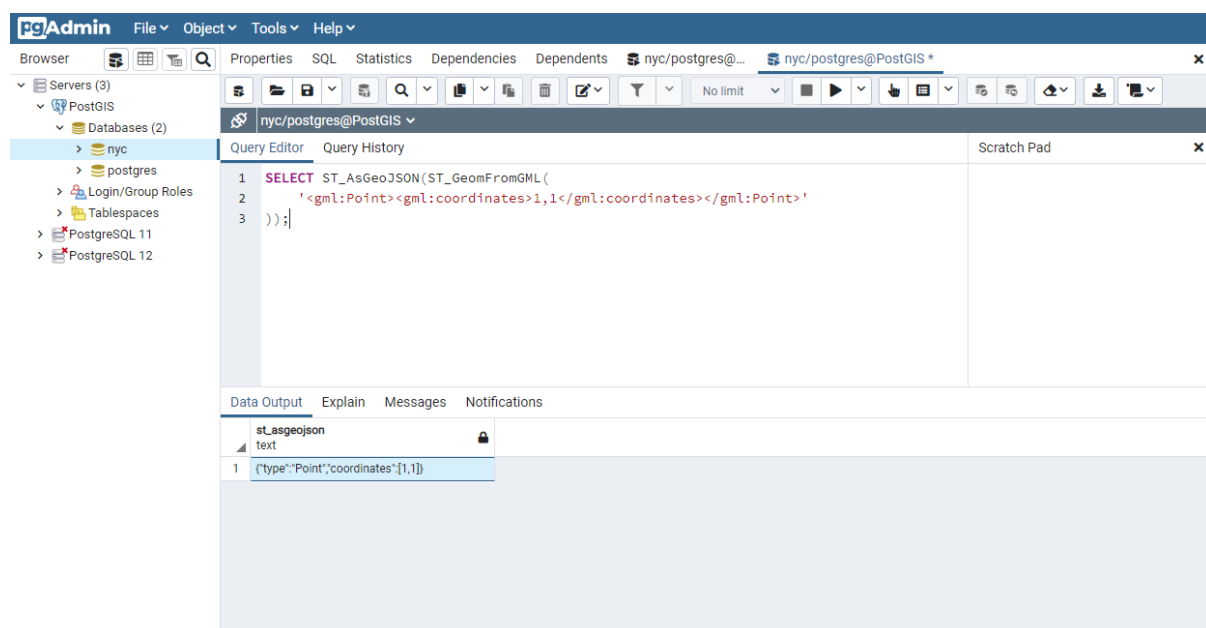 pgAdmin File Object Tools Help
Browser Properties SQL Statistics Dependencies Dependents nyc/postgres@... nyc/postgres@PostGIS *
Servers (3)
No limit
PostGIS
nyc/postgres@PostGIS
Databases (2)
nyc
Query Editor Query History Scratch Pad
postgres
Login/Group Roles
Tablespaces
PostgreSQL 11
PostgreSQL 12
1 SELECT ST_AsGeoJSON(ST_GeomFromGML(
2 '<gml:Point><gml:coordinates>1,1</gml:coordinates></gml:Point>'
3 ));
Data Output Explain Messages Notifications
st_asgeojson
text
1 {"type":"Point","coordinates":[1,1]}